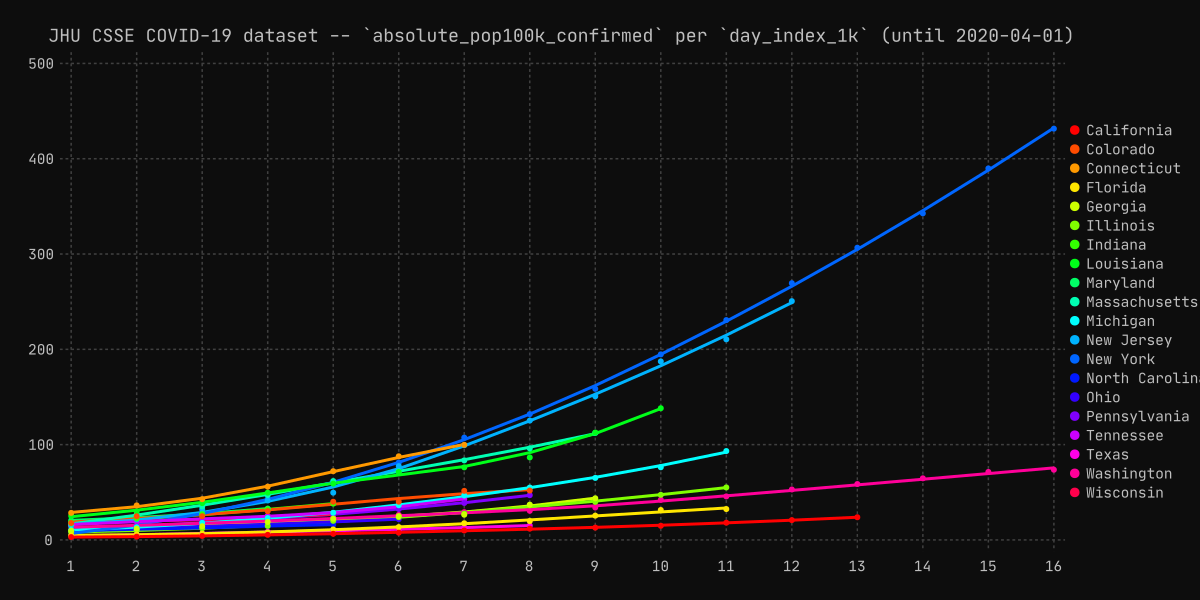 JHU CSSE COVID-19 dataset -- `absolute_pop100k_confirmed` per `day_index_1k` (until 2020-04-01)
500
400
300
200
100
0
1 2 3 4 5 6 7 8 9 10 11 12 13 14 15 16
California
Colorado
Connecticut
Florida
Georgia
Illinois
Indiana
Louisiana
Maryland
Massachusetts
Michigan
New Jersey
New York
North Carolin
Ohio
Pennsylvania
Tennessee
Texas
Washington
Wisconsin